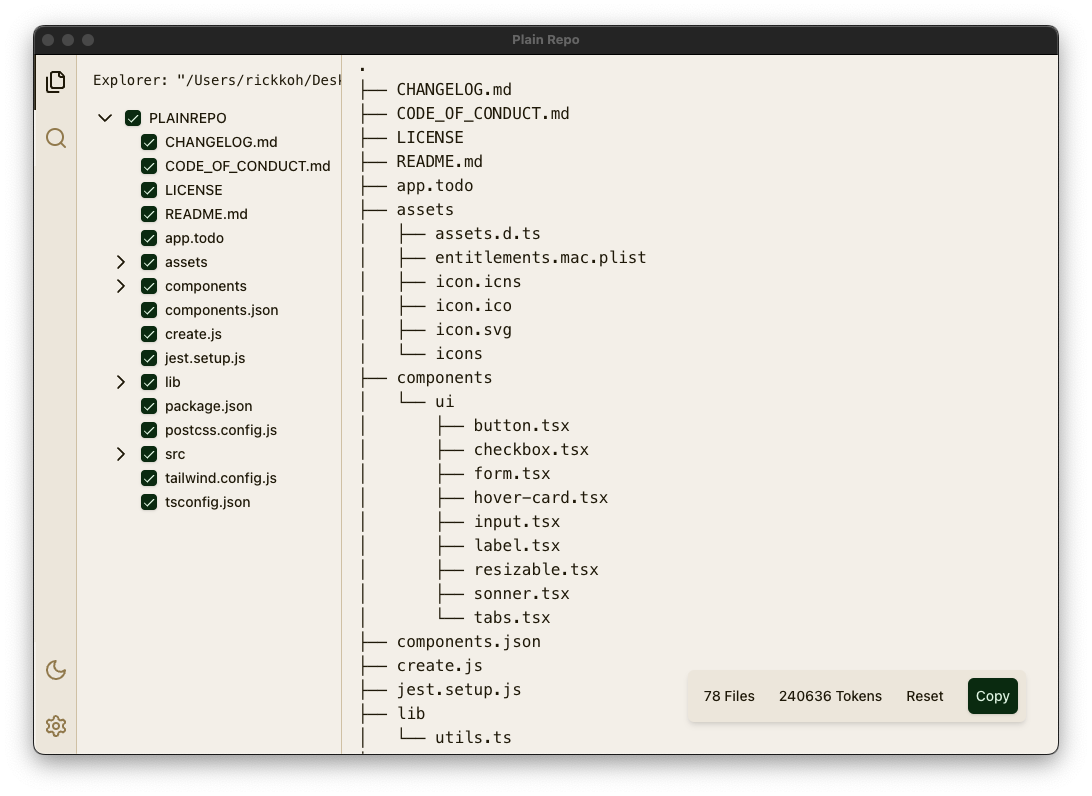 Plain Repo
Explorer: "/Users/rickkoh/Desk
PLAINREPO
CHANGELOG.md
CODE_OF_CONDUCT.md
LICENSE
README.md
app.todo
assets
components
components.json
create.js
jest.setup.js
lib
package.json
postcss.config.js
src
tailwind.config.js
tsconfig.json
.
├── CHANGELOG.md
├── CODE_OF_CONDUCT.md
├── LICENSE
├── README.md
├── app.todo
├── assets
│   ├── assets.d.ts
│   ├── entitlements.mac.plist
│   ├── icon.icns
│   ├── icon.ico
│   ├── icon.svg
│   └── icons
├── components
│   └── ui
│       ├── button.tsx
│       ├── checkbox.tsx
│       ├── form.tsx
│       ├── hover-card.tsx
│       ├── input.tsx
│       ├── label.tsx
│       ├── resizable.tsx
│       ├── sonner.tsx
│       └── tabs.tsx
├── components.json
├── create.js
├── jest.setup.js
├── lib
│   └── utils.ts
78 Files 240636 Tokens Reset Copy